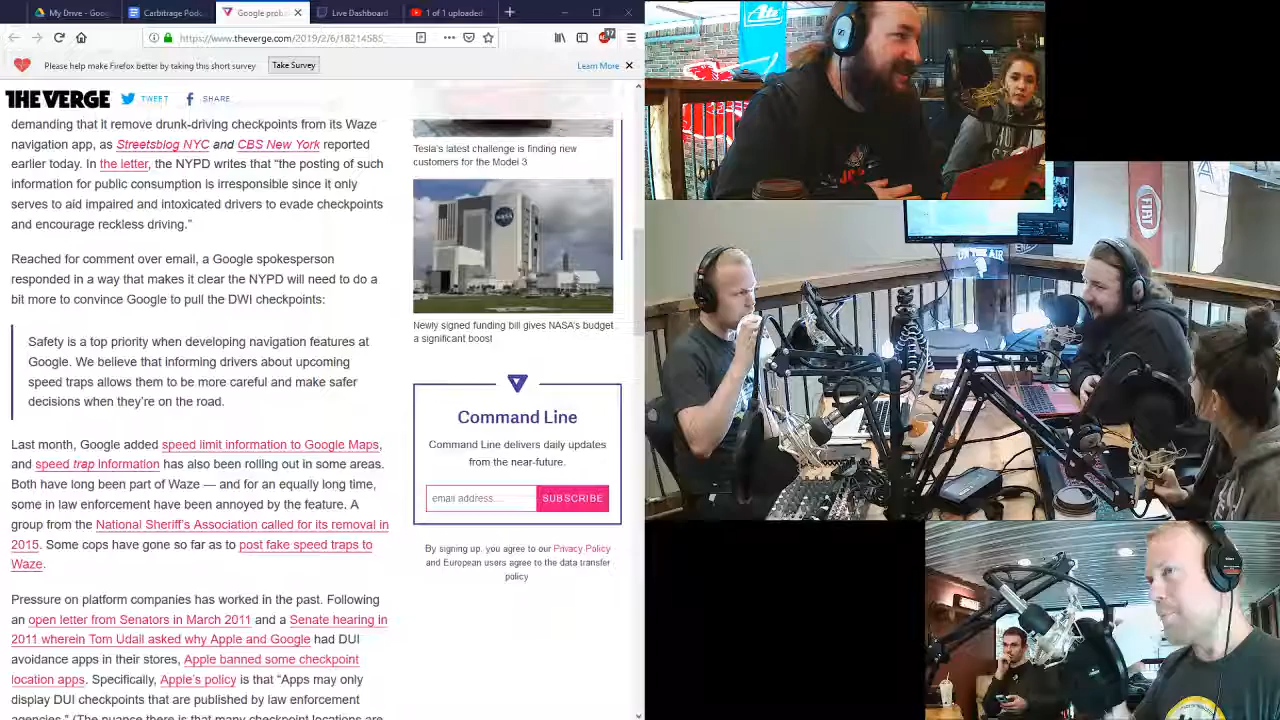 My Drive - Goog
Carbitrage Podc
Google prob
Live Dashboard
1 of 1 uploaded
https://www.theverge.com/2019/2/6/18214585
17
Please help make Firefox better by taking this short survey
Take Survey
Learn More
THE VERGE
TWEET
SHARE
demanding that it remove drunk-driving checkpoints from its Waze
navigation app, as Streetsblog NYC and CBS New York reported
earlier today. In the letter, the NYPD writes that “the posting of such
information for public consumption is irresponsible since it only
serves to aid impaired and intoxicated drivers to evade checkpoints
and encourage reckless driving.”
Reached for comment over email, a Google spokesperson
responded in a way that makes it clear the NYPD will need to do a
bit more to convince Google to pull the DWI checkpoints:
Safety is a top priority when developing navigation features at
Google. We believe that informing drivers about upcoming
speed traps allows them to be more careful and make safer
decisions when they’re on the road.
Last month, Google added speed limit information to Google Maps,
and speed trap information has also been rolling out in some areas.
Both have long been part of Waze — and for an equally long time,
some in law enforcement have been annoyed by the feature. A
group from the National Sheriff’s Association called for its removal in
2015. Some cops have gone so far as to post fake speed traps to
Waze.
Pressure on platform companies has worked in the past. Following
an open letter from Senators in March 2011 and a Senate hearing in
2011 wherein Tom Udall asked why Apple and Google had DUI
avoidance apps in their stores, Apple banned some checkpoint
location apps. Specifically, Apple’s policy is that “Apps may only
display DUI checkpoints that are published by law enforcement
agencies.” (The nuance there is that many checkpoint locations are
Tesla’s latest challenge is finding new
customers for the Model 3
Newly signed funding bill gives NASA’s budget
a significant boost
Command Line
Command Line delivers daily updates
from the near-future.
email address...
SUBSCRIBE
By signing up, you agree to our Privacy Policy
and European users agree to the data transfer
policy
Ate
ON THE AIR
FIAT